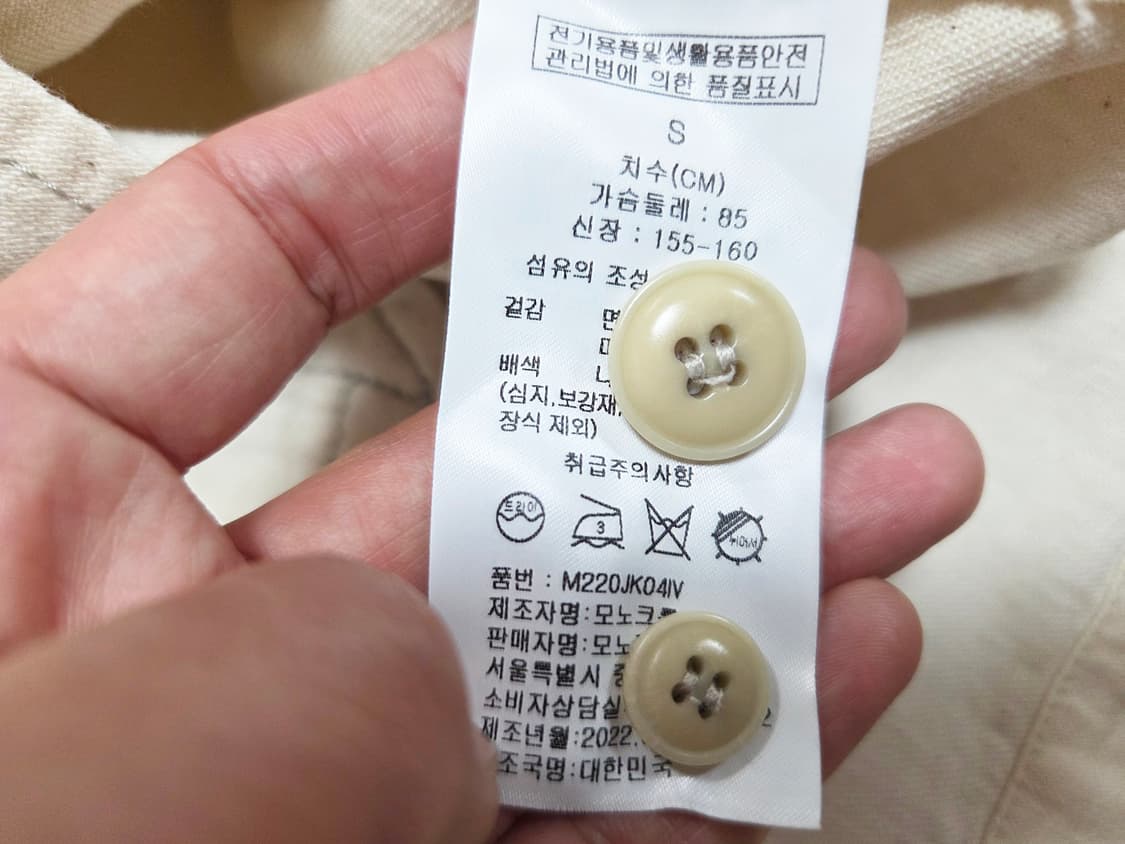 전기용품및생활용품안전
관리법에 의한 품질표시
S
치수(CM)
가슴둘레 : 85
신장 : 155-160
섬유의 조성
겉감 면
배색
(심지,보강재,
장식 제외)
취급주의사항
드라이
3
뉘어서
품번 : M220JK04IV
제조자명:모노크
판매자명:모노
서울특별시
소비자상담실
2
제조년월:2022.
조국명:대한민국